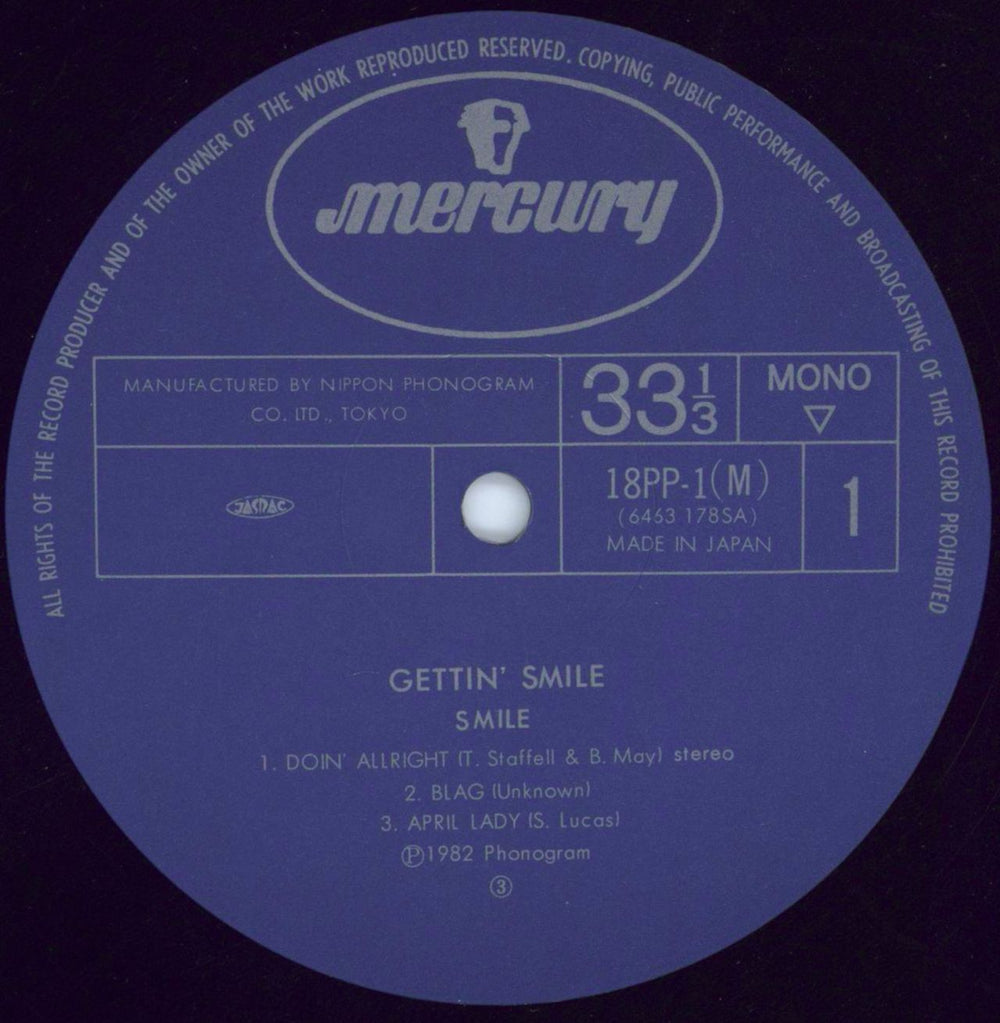 ALL RIGHTS OF THE RECORD PRODUCER AND OF THE OWNER OF THE WORK REPRODUCED RESERVED. COPYING, PUBLIC PERFORMANCE AND BROADCASTING OF THIS RECORD PROHIBITED
mercury
MANUFACTURED BY NIPPON PHONOGRAM
CO. LTD., TOKYO
33 1/3
MONO
▽
JASRAC
18PP-1(M)
(6463 178SA)
MADE IN JAPAN
1
GETTIN' SMILE
SMILE
1. DOIN' ALLRIGHT (T. Staffell & B. May) stereo
2. BLAG (Unknown)
3. APRIL LADY (S. Lucas)
Ⓟ1982 Phonogram
③